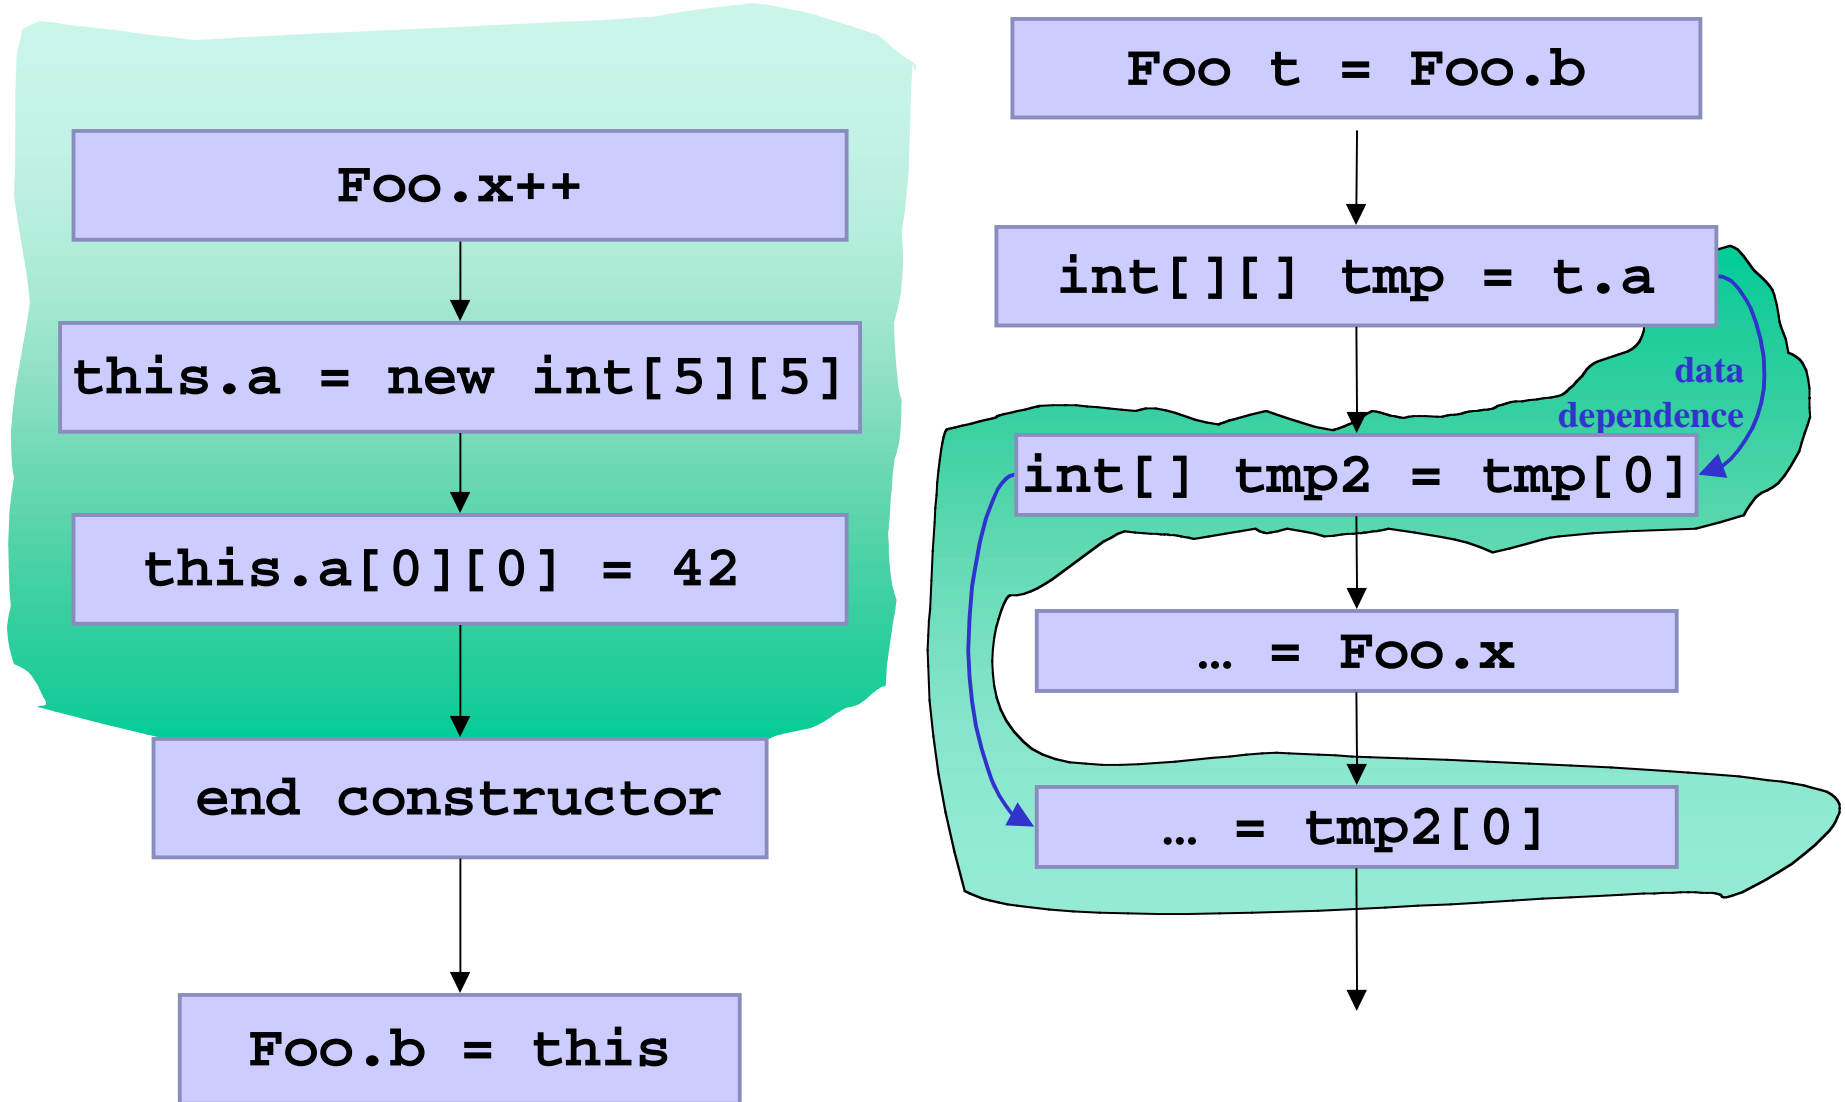 Foo.x++
this.a = new int[5][5]
this.a[0][0] = 42
end constructor
Foo.b = this
Foo t = Foo.b
int[][] tmp = t.a
data
dependence
int[] tmp2 = tmp[0]
… = Foo.x
… = tmp2[0]